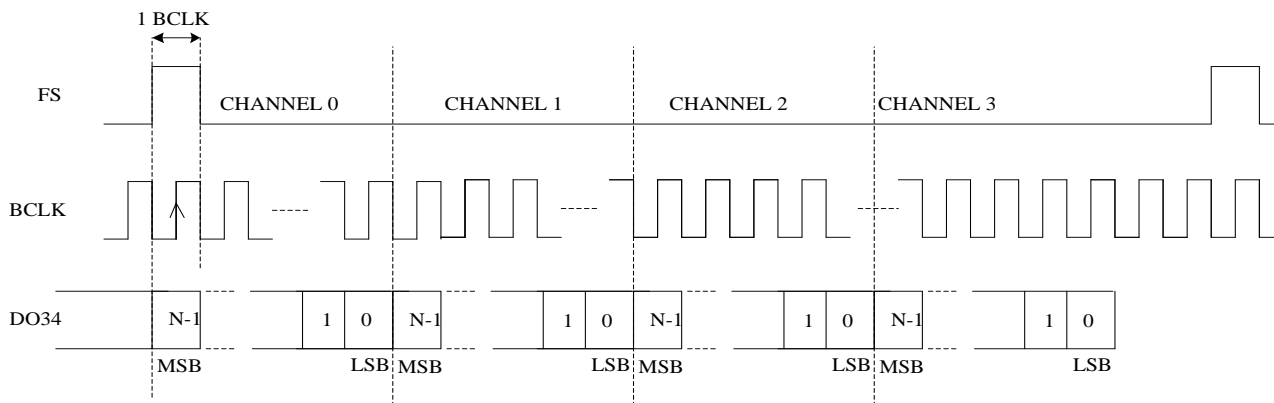 1 BCLK
FS
CHANNEL 0 CHANNEL 1 CHANNEL 2 CHANNEL 3
BCLK
DO34
N-1 1 0 N-1 1 0 N-1 1 0 N-1 1 0
MSB LSB MSB LSB MSB LSB MSB LSB